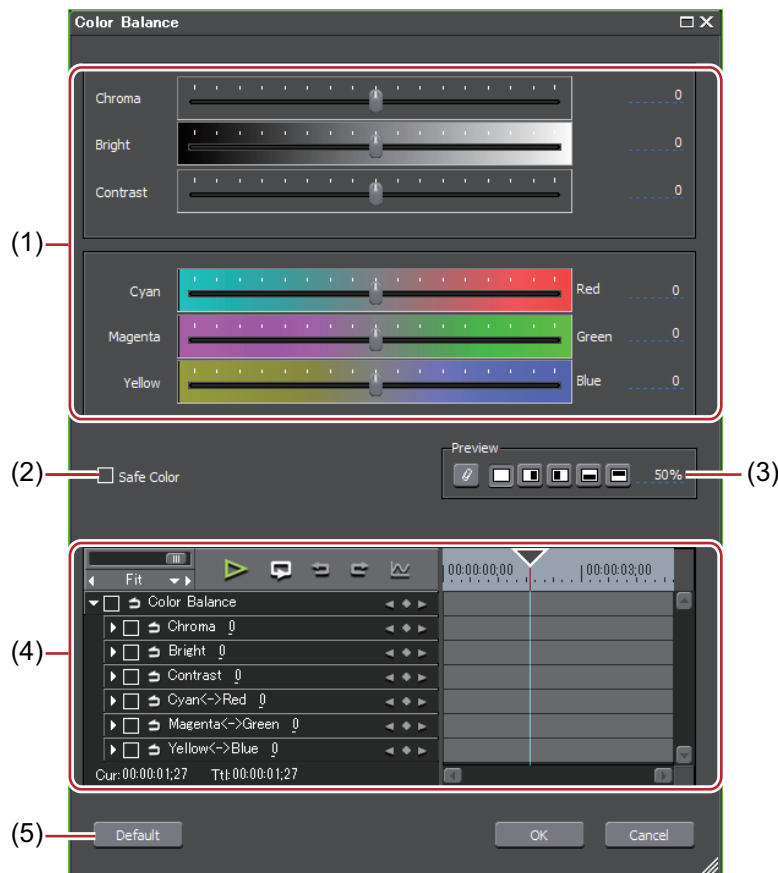 Color Balance
Chroma 0
Bright 0
Contrast 0
(1)
Cyan Red 0
Magenta Green 0
Yellow Blue 0
(2) Safe Color
Preview
50% (3)
Fit
00:00:00;00 00:00:03;00
Color Balance
Chroma 0
Bright 0
(4)
Contrast 0
Cyan<->Red 0
Magenta<->Green 0
Yellow<->Blue 0
Cur:00:00:01;27 Ttl:00:00:01;27
(5) Default OK Cancel